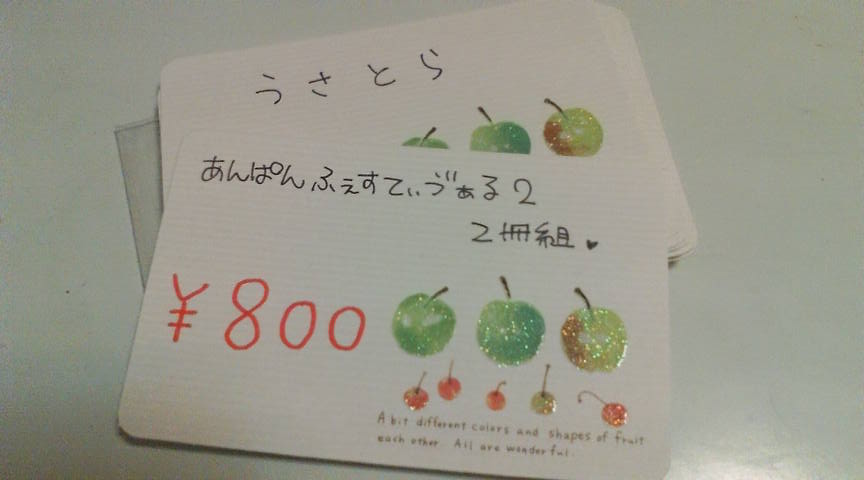 うさとら
あんぱんふぇすてぃゔぁる2
2冊組♥
¥800
A bit different colors and shapes of fruit
each other. All are wonderful.